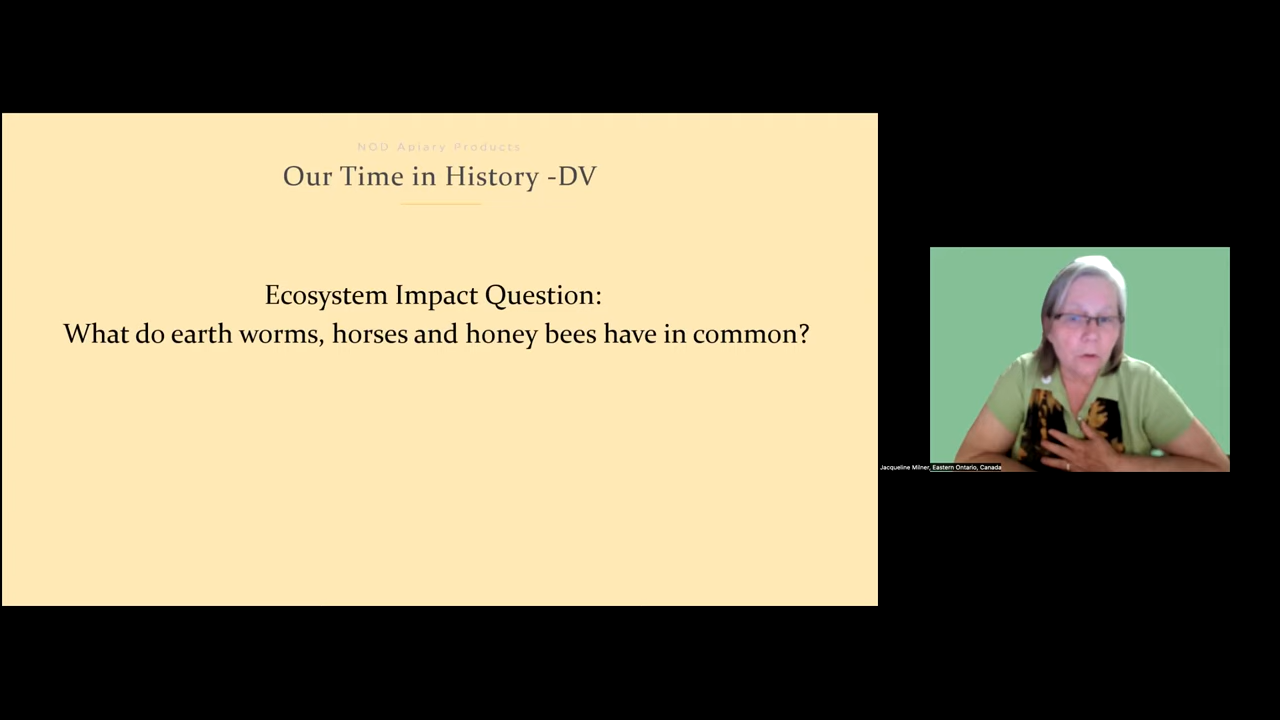 NOD Apiary Products
Our Time in History -DV
Ecosystem Impact Question:
What do earth worms, horses and honey bees have in common?
Jacqueline Milner, Eastern Ontario, Canada